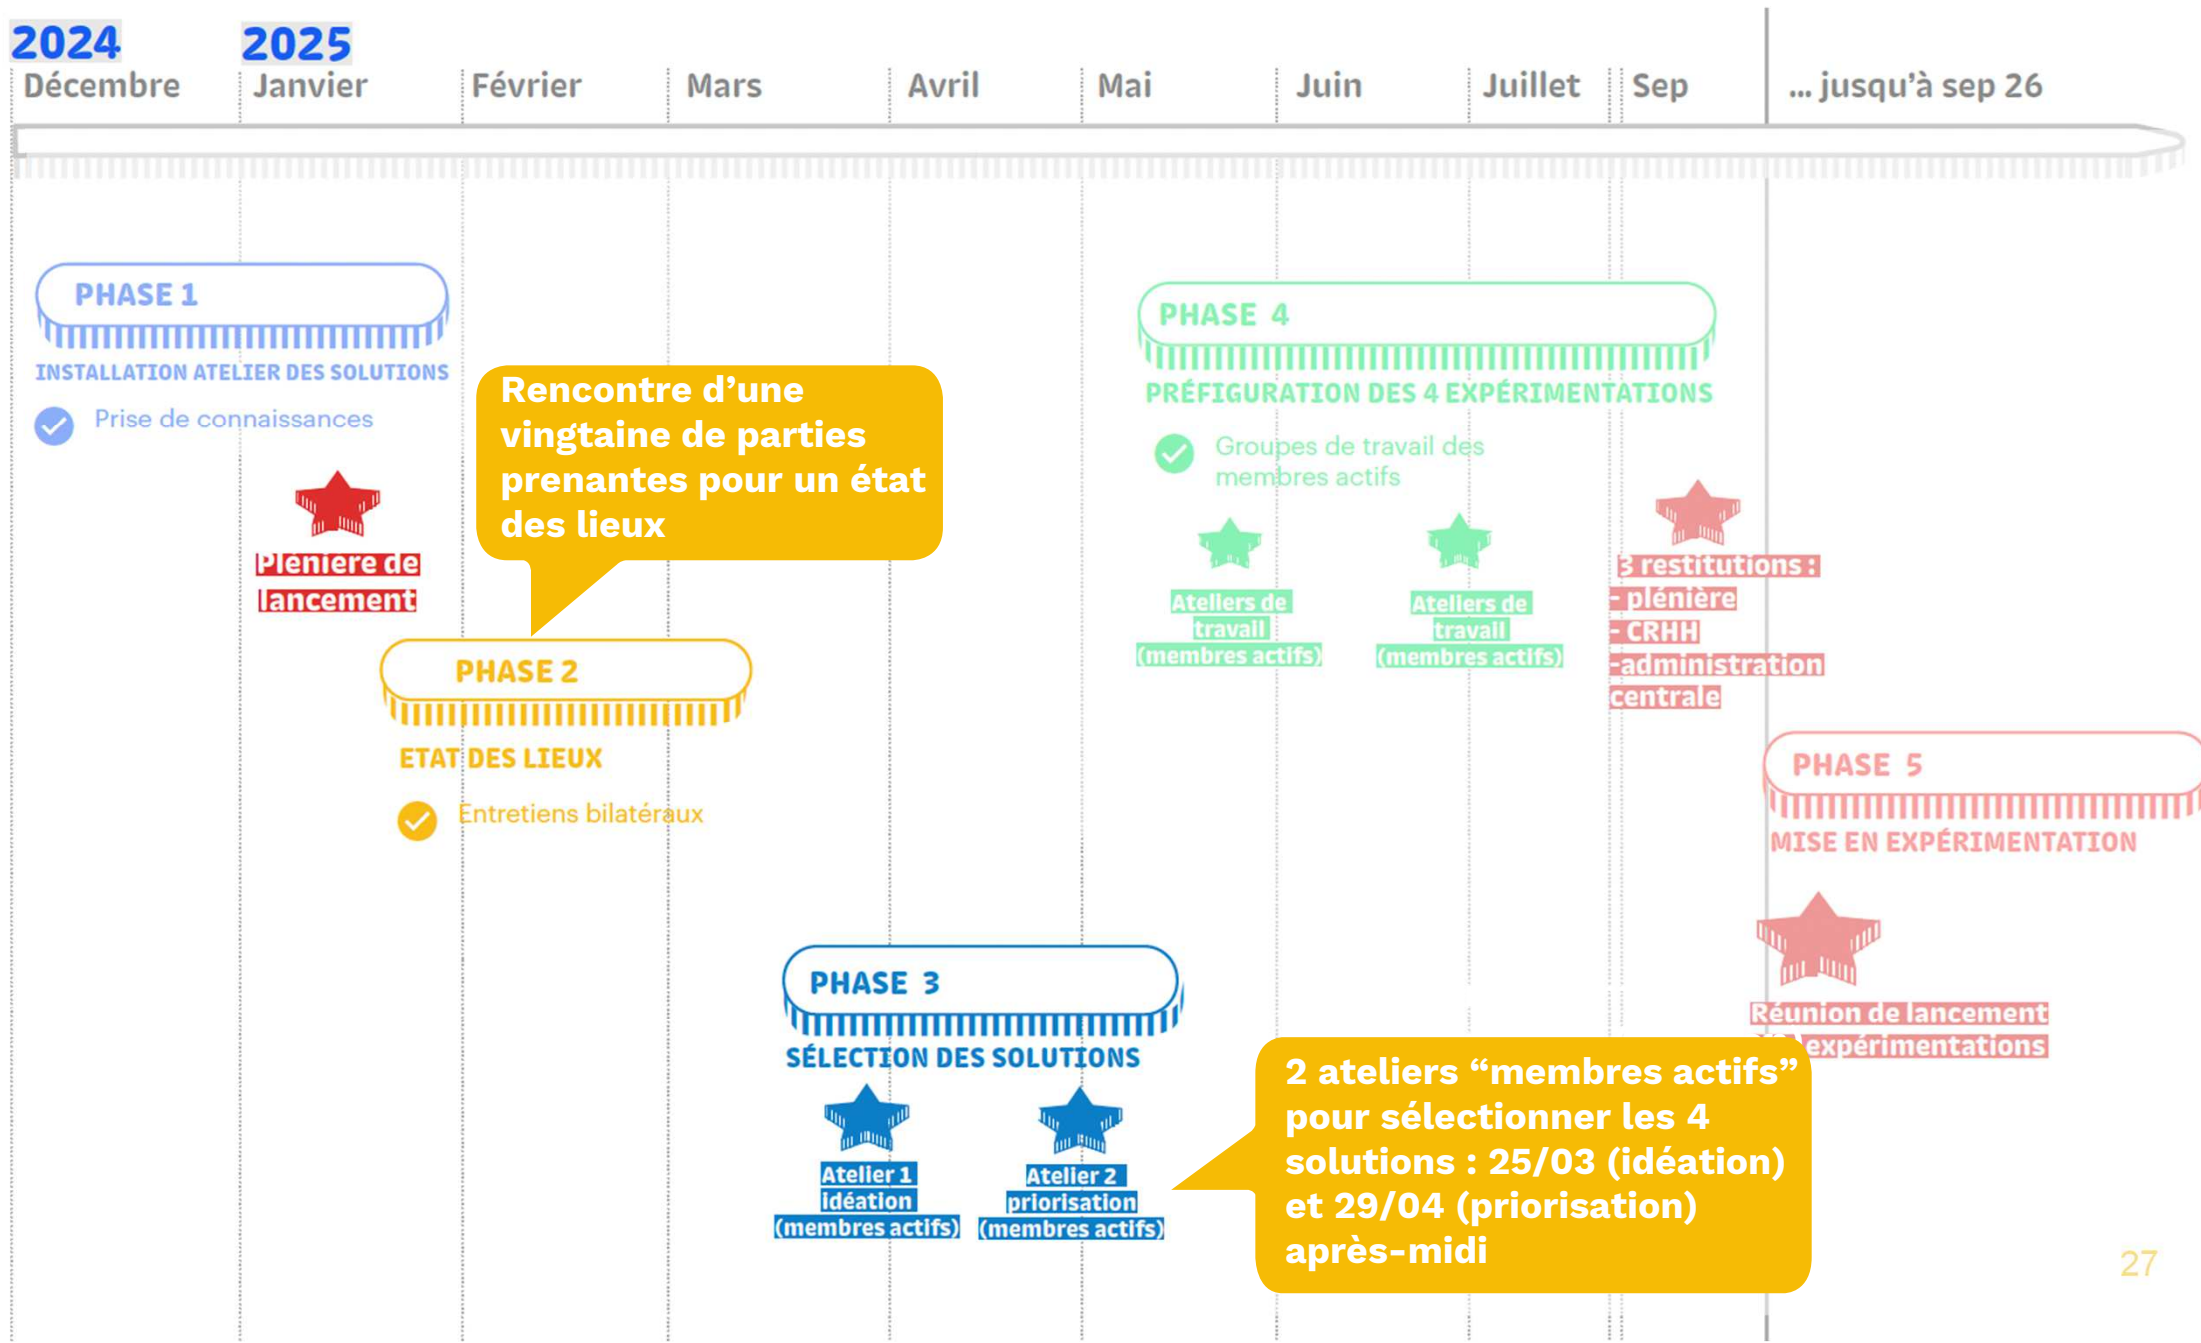 2024
2025
Décembre
Janvier
Février
Mars
Avril
Mai
Juin
Juillet
Sep
... jusqu'à sep 26
PHASE 1
INSTALLATION ATELIER DES SOLUTIONS
Prise de connaissances
Plénière de
lancement
Rencontre d’une
vingtaine de parties
prenantes pour un état
des lieux
PHASE 2
ETAT DES LIEUX
Entretiens bilatéraux
PHASE 3
SÉLECTION DES SOLUTIONS
Atelier 1
idéation
(membres actifs)
Atelier 2
priorisation
(membres actifs)
2 ateliers “membres actifs”
pour sélectionner les 4
solutions : 25/03 (idéation)
et 29/04 (priorisation)
après-midi
PHASE 4
PRÉFIGURATION DES 4 EXPÉRIMENTATIONS
Groupes de travail des
membres actifs
Ateliers de
travail
(membres actifs)
Ateliers de
travail
(membres actifs)
3 restitutions :
- plénière
- CRHH
-administration
centrale
PHASE 5
MISE EN EXPÉRIMENTATION
Réunion de lancement
expérimentations
27